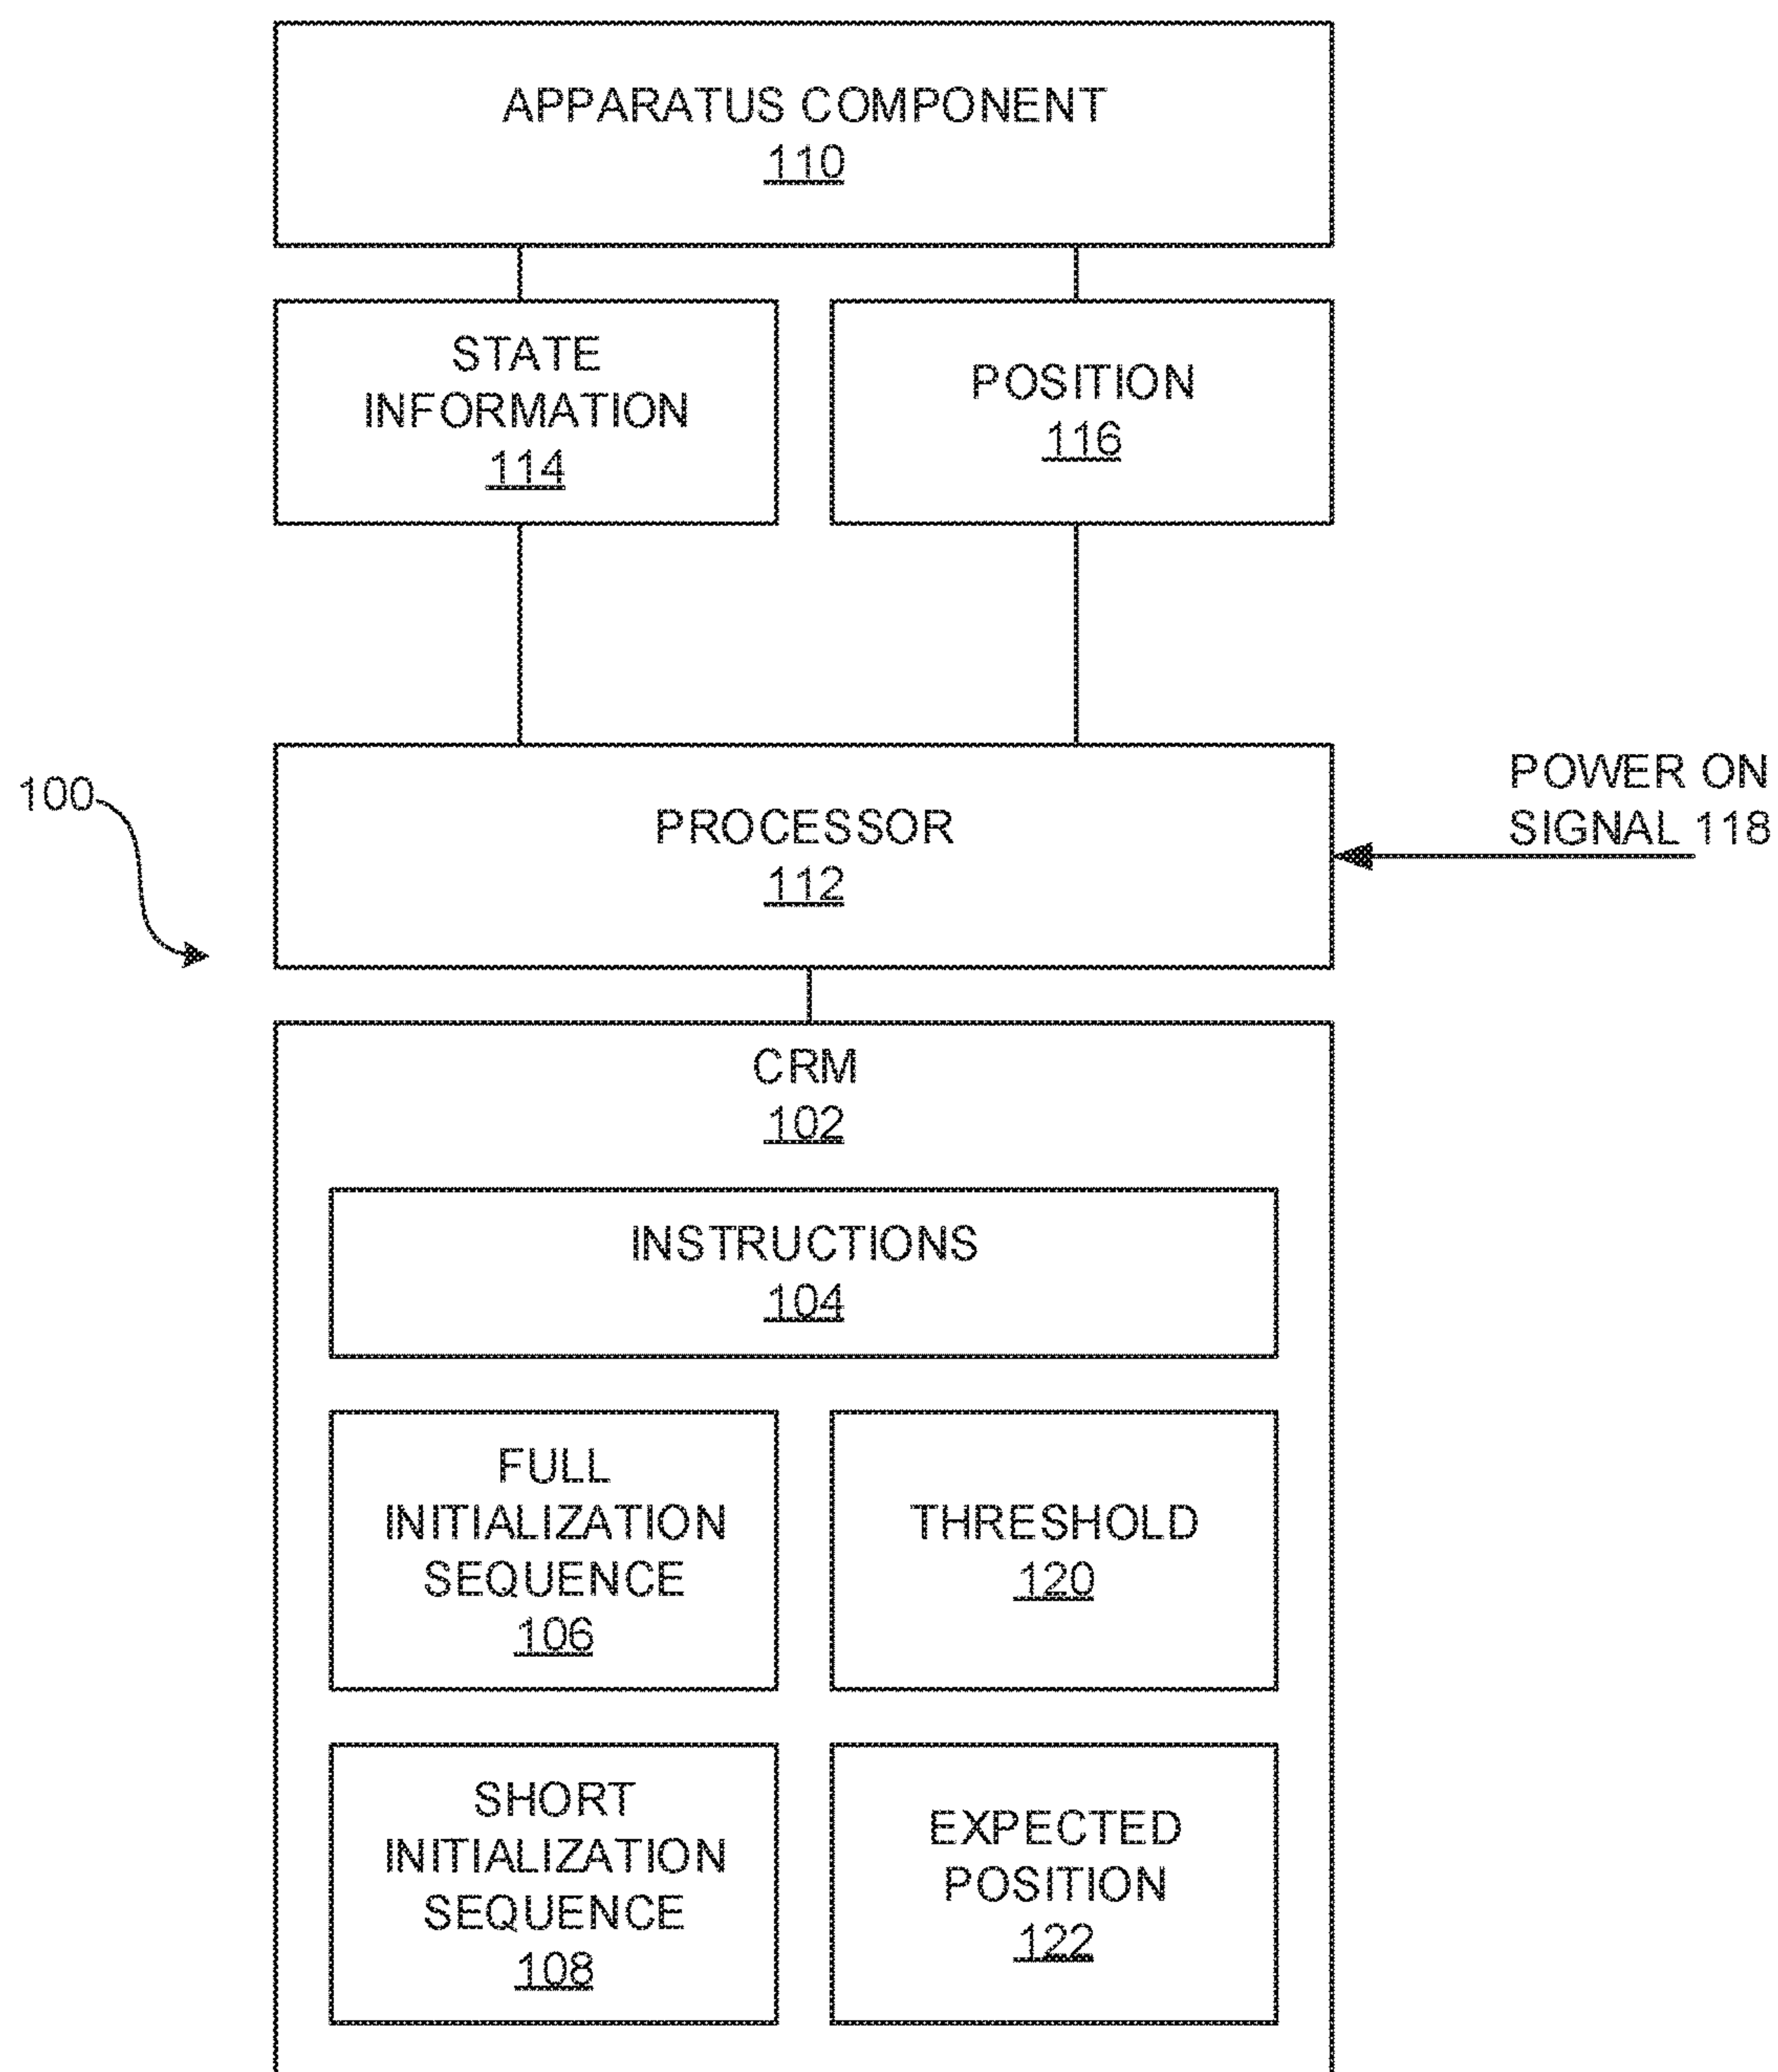 APPARATUS COMPONENT
110
STATE
INFORMATION
114
POSITION
116
100
PROCESSOR
112
POWER ON
SIGNAL 118
CRM
102
INSTRUCTIONS
104
FULL
INITIALIZATION
SEQUENCE
106
THRESHOLD
120
SHORT
INITIALIZATION
SEQUENCE
108
EXPECTED
POSITION
122